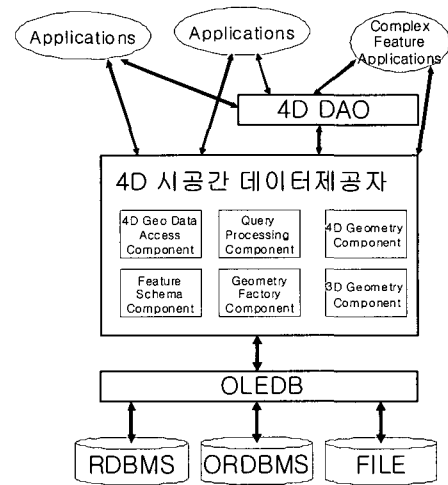 Applications
Applications
Complex
Feature
Applications
4D DAO
4D 시공간 데이터제공자
4D Geo Data
Access
Component
Query
Processing
Component
4D Geometry
Component
Feature
Schema
Component
Geometry
Factory
Component
3D Geometry
Component
OLEDB
RDBMS
ORDBMS
FILE